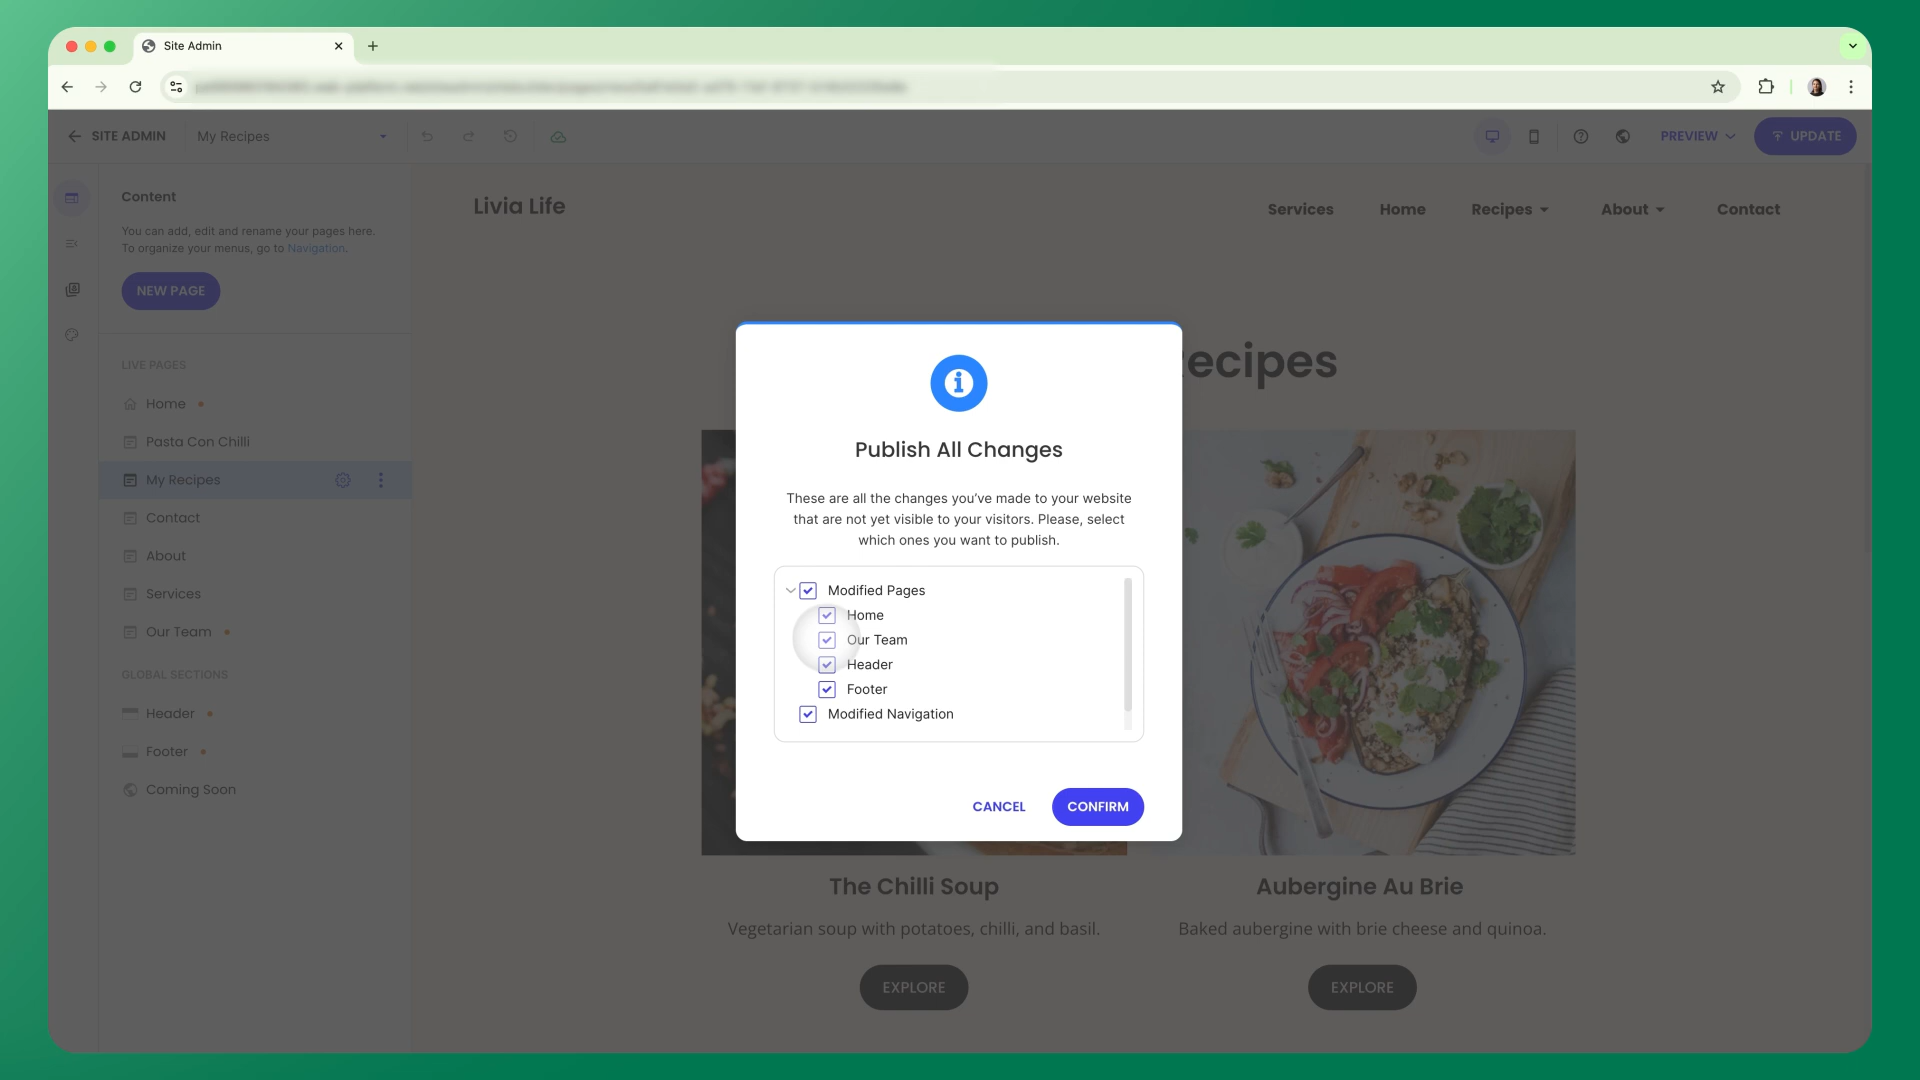 Site Admin
SITE ADMIN
My Recipes
PREVIEW
UPDATE
Content
You can add, edit and rename your pages here.
To organize your menus, go to Navigation.
NEW PAGE
LIVE PAGES
Home
Pasta Con Chilli
My Recipes
Contact
About
Services
Our Team
GLOBAL SECTIONS
Header
Footer
Coming Soon
Livia Life
Services
Home
Recipes
About
Contact
ecipes
Publish All Changes
These are all the changes you've made to your website
that are not yet visible to your visitors. Please, select
which ones you want to publish.
Modified Pages
Home
Our Team
Header
Footer
Modified Navigation
CANCEL
CONFIRM
The Chilli Soup
Vegetarian soup with potatoes, chilli, and basil.
EXPLORE
Aubergine Au Brie
Baked aubergine with brie cheese and quinoa.
EXPLORE